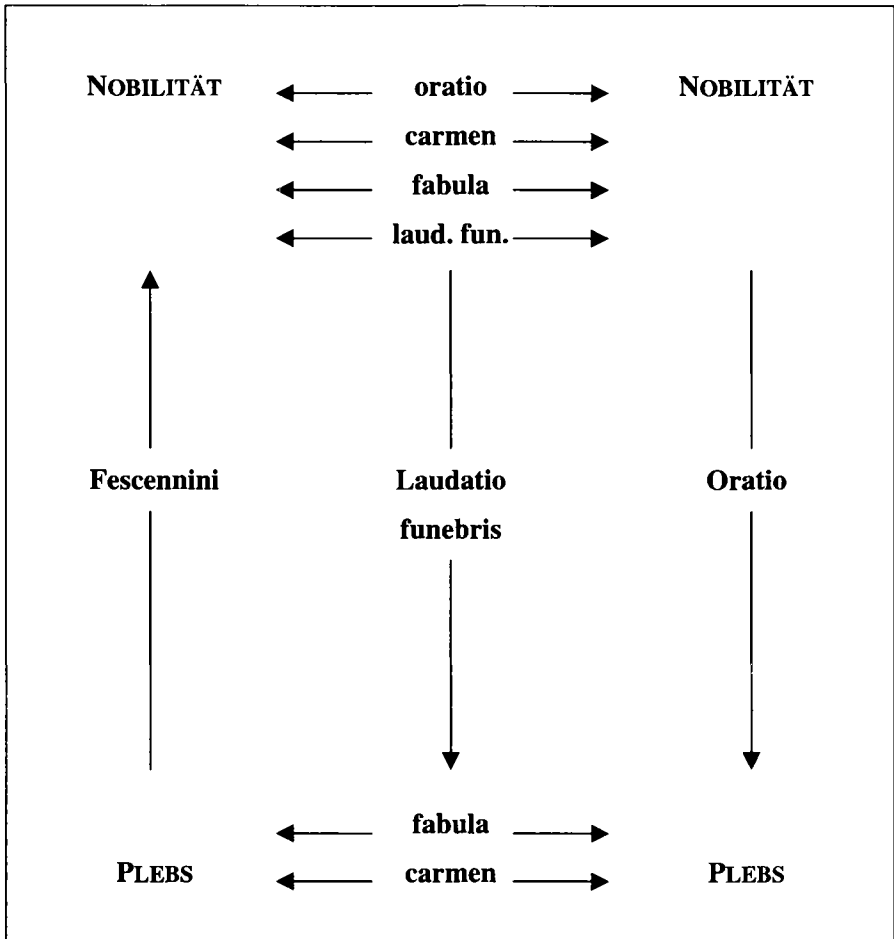 NOBILITÄT oratio NOBILITÄT
carmen
fabula
laud. fun.
Fescennini Laudatio Oratio
funebris
fabula
PLEBS carmen PLEBS